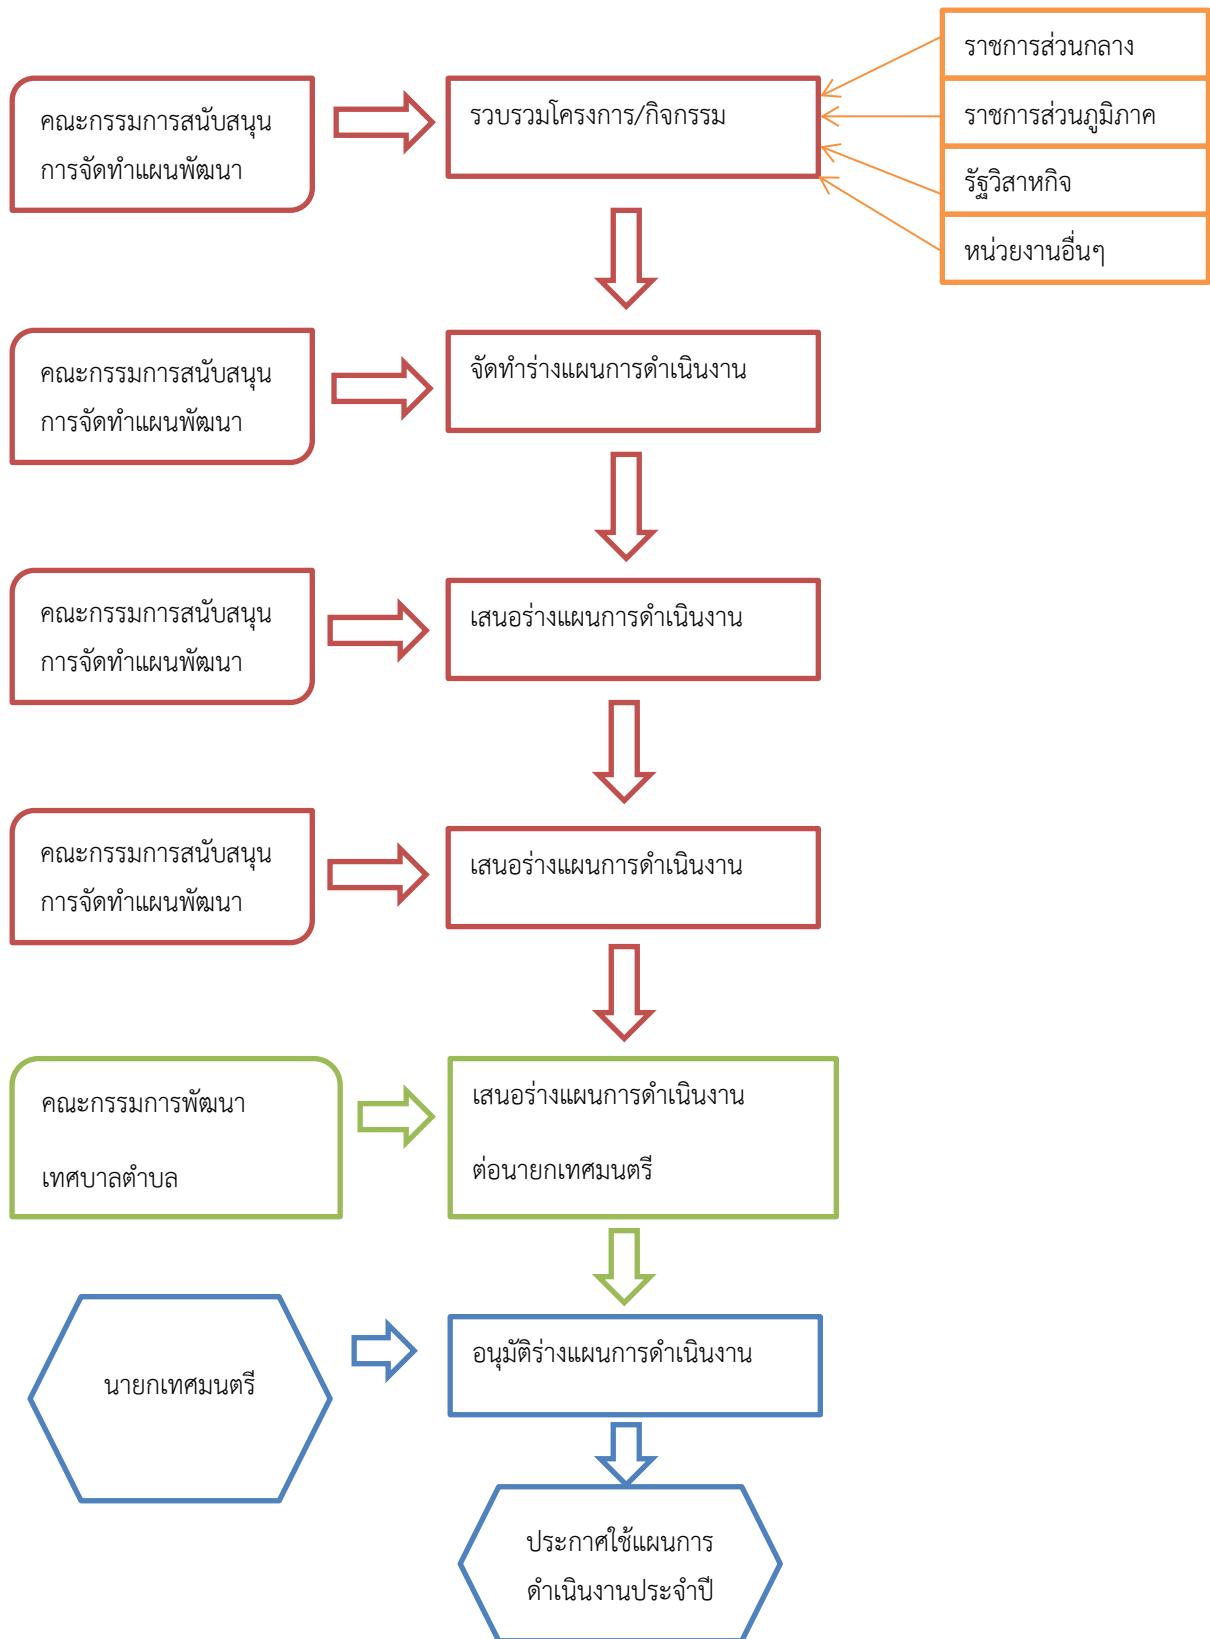 ราชการส่วนกลาง
คณะกรรมการสนับสนุน
การจัดทำแผนพัฒนา
รวบรวมโครงการ/กิจกรรม
ราชการส่วนภูมิภาค
รัฐวิสาหกิจ
หน่วยงานอื่นๆ
คณะกรรมการสนับสนุน
การจัดทำแผนพัฒนา
จัดทำร่างแผนการดำเนินงาน
คณะกรรมการสนับสนุน
การจัดทำแผนพัฒนา
เสนอร่างแผนการดำเนินงาน
คณะกรรมการสนับสนุน
การจัดทำแผนพัฒนา
เสนอร่างแผนการดำเนินงาน
คณะกรรมการพัฒนา
เทศบาลตำบล
เสนอร่างแผนการดำเนินงาน
ต่อนายกเทศมนตรี
นายกเทศมนตรี
อนุมัติร่างแผนการดำเนินงาน
ประกาศใช้แผนการ
ดำเนินงานประจำปี